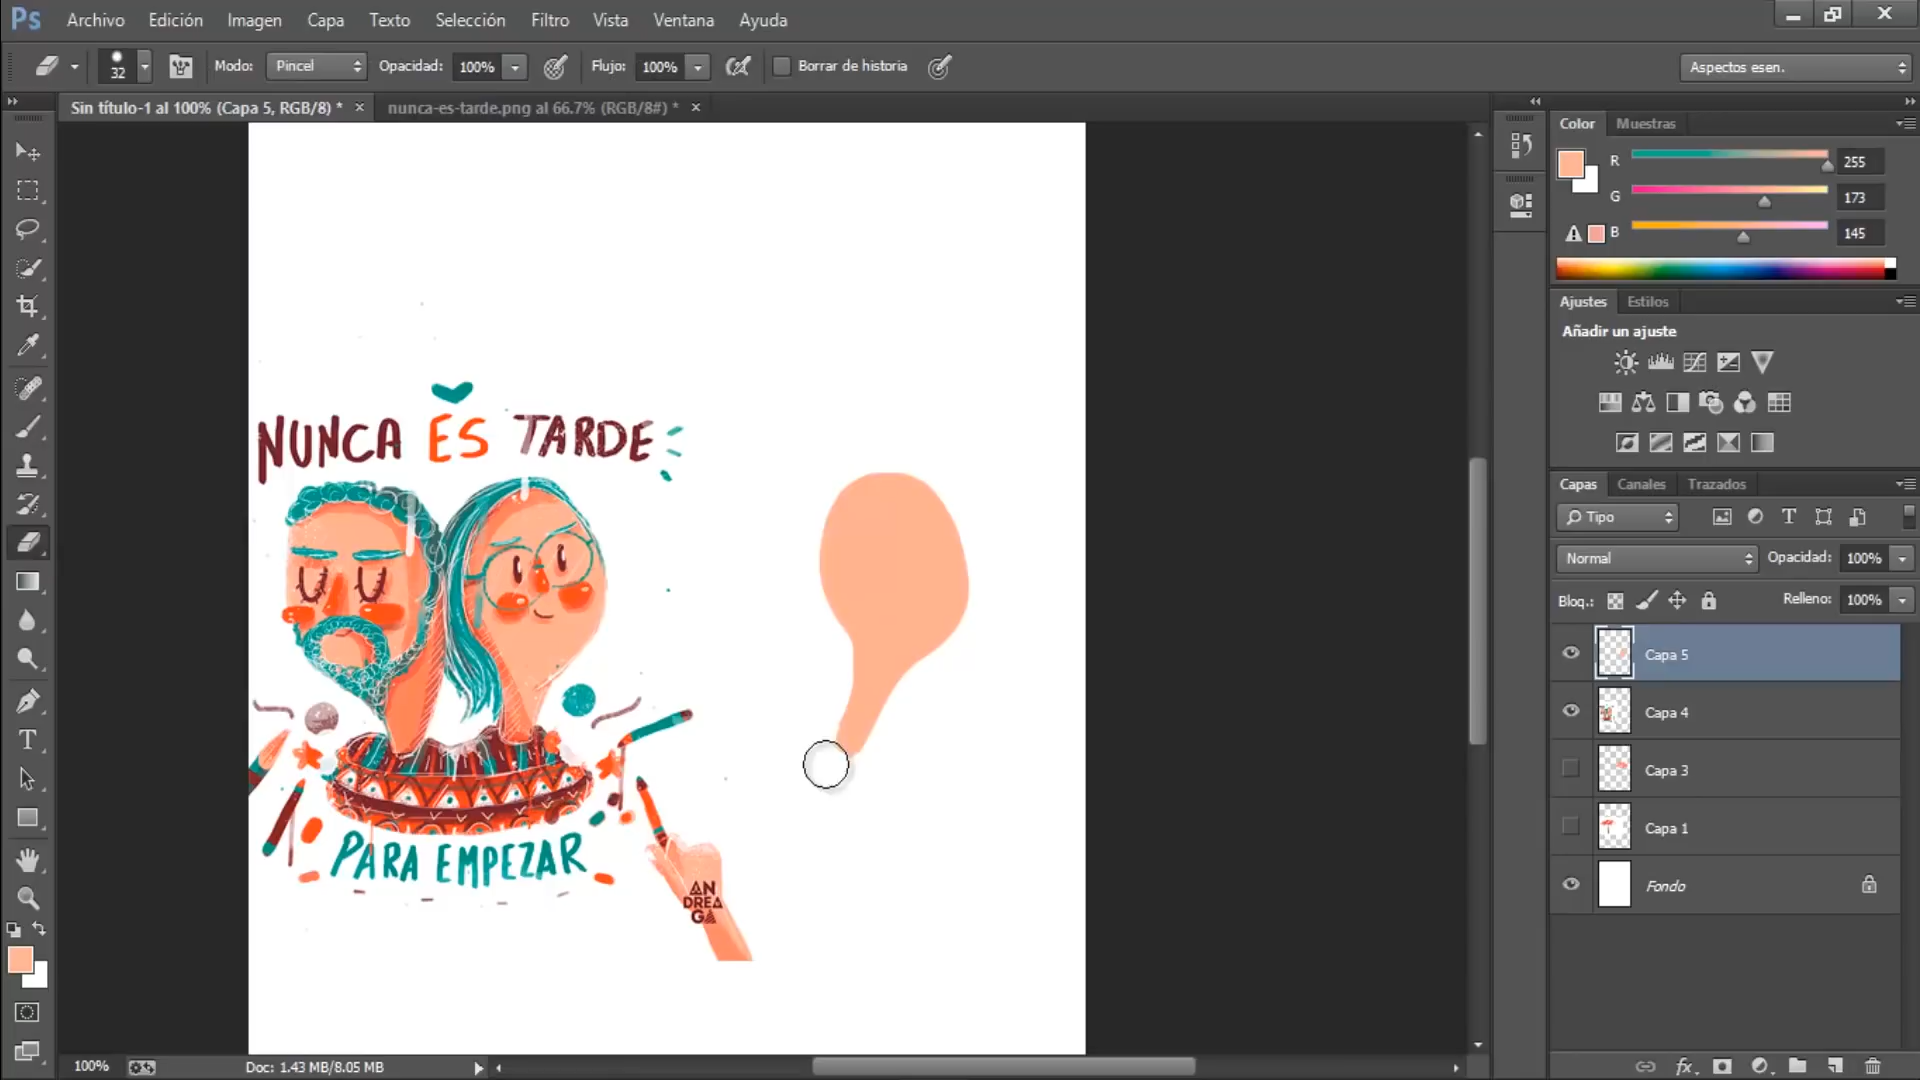 Ps Archivo Edición Imagen Capa Texto Selección Filtro Vista Ventana Ayuda
32 Modo: Pincel Opacidad: 100% Flujo: 100% Borrar de historia Aspectos esen.
Sin título-1 al 100% (Capa 5, RGB/8) * × nunca-es-tarde.png al 66.7% (RGB/8#) * ×
Color Muestras
R 255
G 173
B 145
Ajustes Estilos
Añadir un ajuste
Capas Canales Trazados
Tipo
Normal Opacidad: 100%
Bloq.: Relleno: 100%
Capa 5
Capa 4
Capa 3
Capa 1
Fondo
NUNCA ES TARDE
PARA EMPEZAR
AN
DREA
GA
100% Doc: 1.43 MB/8.05 MB